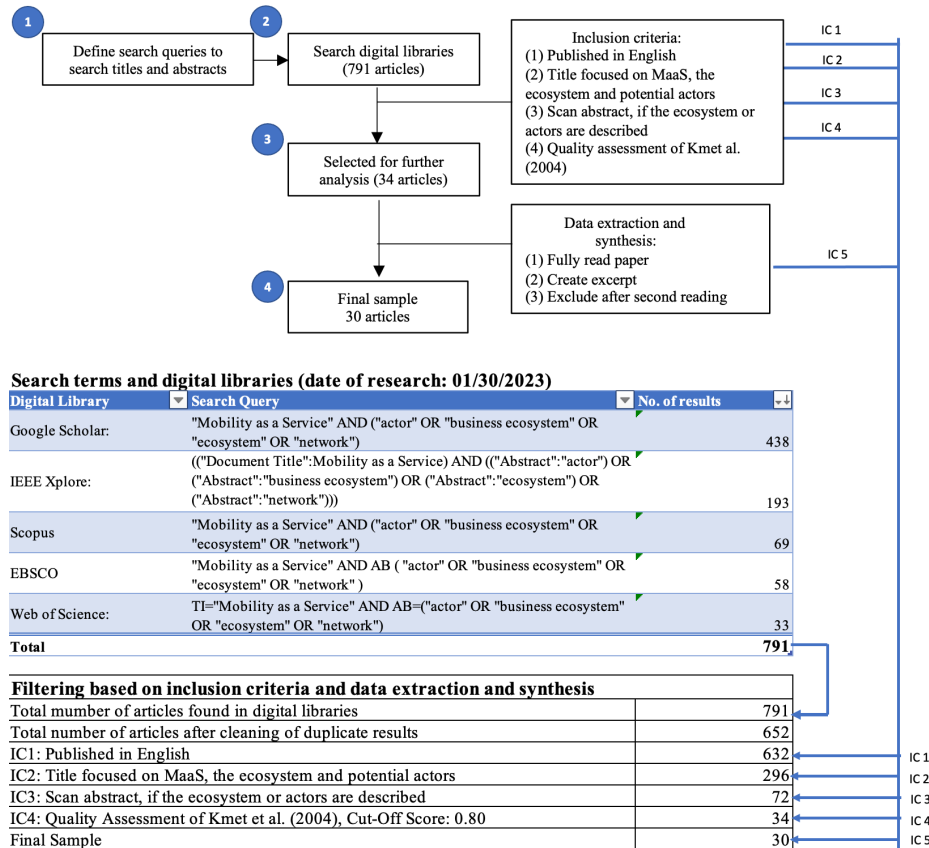 1
Define search queries to
search titles and abstracts
2
Search digital libraries
(791 articles)
Inclusion criteria:
(1) Published in English
(2) Title focused on MaaS, the
ecosystem and potential actors
(3) Scan abstract, if the ecosystem or
actors are described
(4) Quality assessment of Kmet al.
(2004)
IC 1
IC 2
IC 3
IC 4
3
Selected for further
analysis (34 articles)
Data extraction and
synthesis:
(1) Fully read paper
(2) Create excerpt
(3) Exclude after second reading
IC 5
4
Final sample
30 articles
Search terms and digital libraries (date of research: 01/30/2023)
Digital Library Search Query No. of results
Google Scholar:
"Mobility as a Service" AND ("actor" OR "business ecosystem" OR
"ecosystem" OR "network")
438
IEEE Xplore:
(("Document Title":Mobility as a Service) AND (("Abstract":"actor") OR
("Abstract":"business ecosystem") OR ("Abstract":"ecosystem") OR
("Abstract":"network")))
193
Scopus
"Mobility as a Service" AND ("actor" OR "business ecosystem" OR
"ecosystem" OR "network")
69
EBSCO
"Mobility as a Service" AND AB ( "actor" OR "business ecosystem" OR
"ecosystem" OR "network" )
58
Web of Science:
TI="Mobility as a Service" AND AB=("actor" OR "business ecosystem"
OR "ecosystem" OR "network")
33
Total 791
Filtering based on inclusion criteria and data extraction and synthesis
Total mumber of articles found in digital libraries 791
Total number of articles after cleaning of duplicate results 652
IC1: Published in English 632 IC 1
IC2: Title focused on MaaS, the ecosystem and potential actors 296 IC 2
IC3: Scan abstract, if the ecosystem or actors are described 72 IC 3
IC4: Quality Assessment of Kmet et al. (2004), Cut-Off Score: 0.80 34 IC 4
Final Sample 30 IC 5